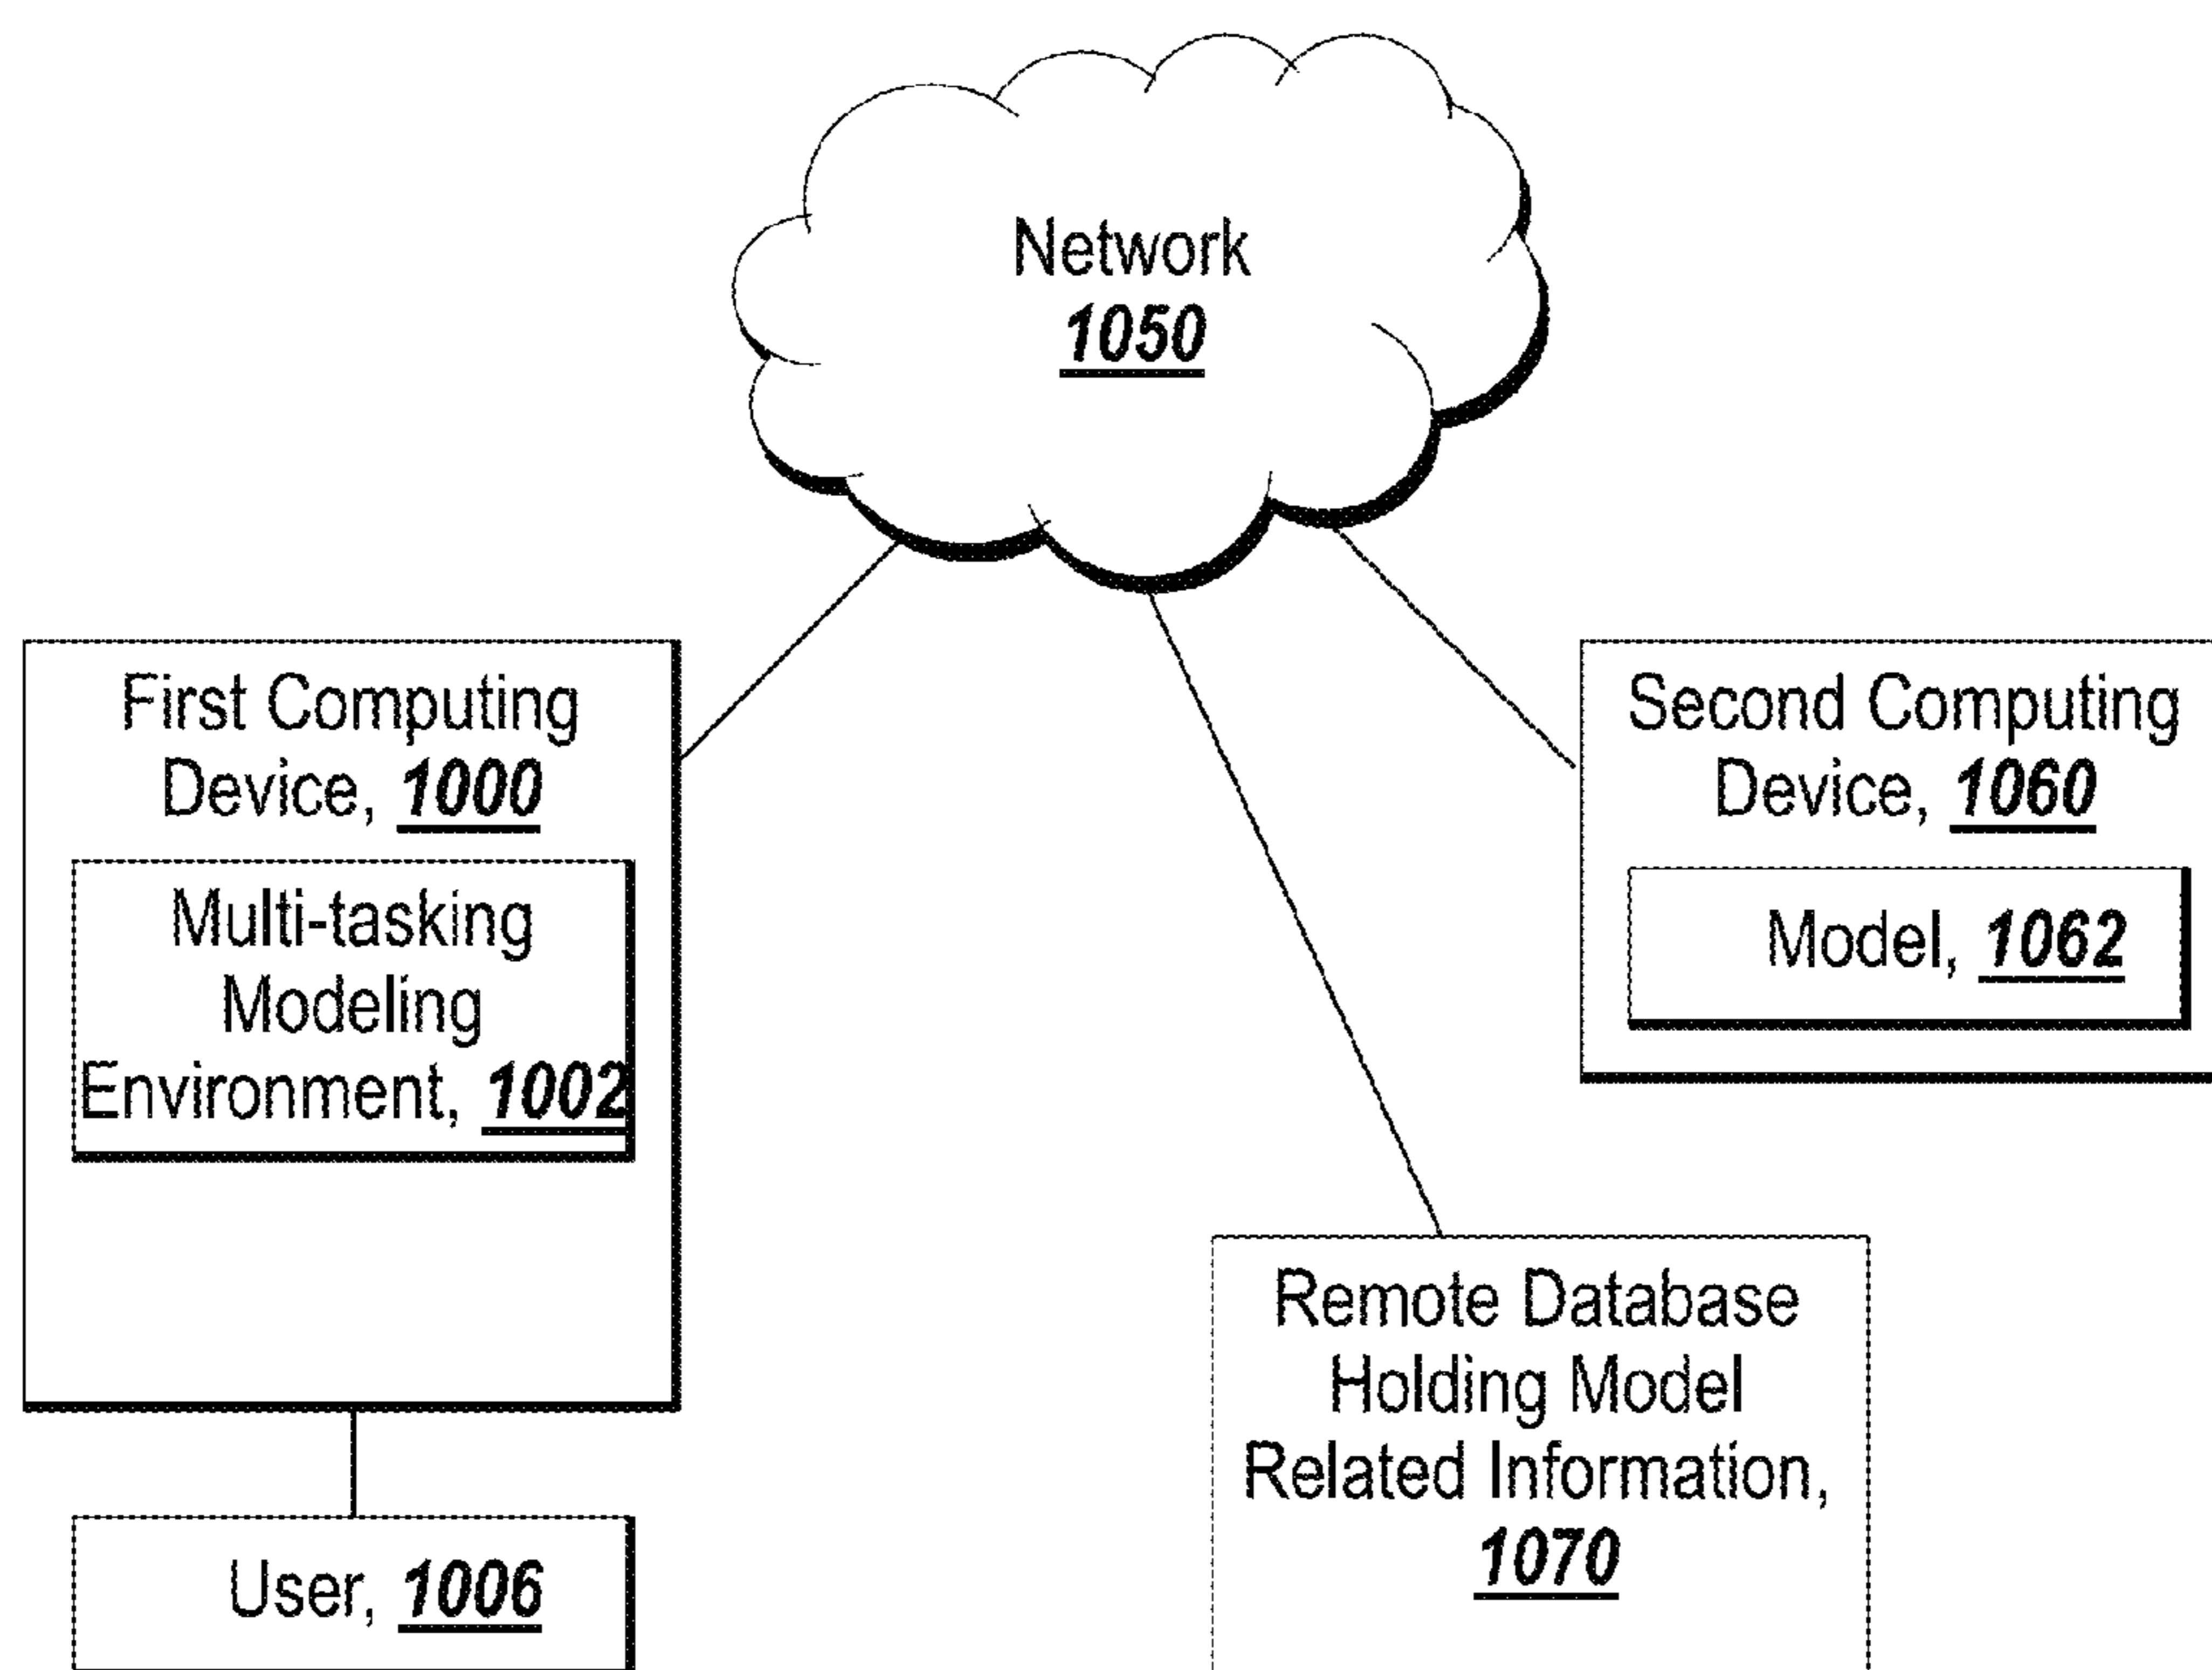 Network
1050
First Computing
Device, 1000
Multi-tasking
Modeling
Environment, 1002
User, 1006
Second Computing
Device, 1060
Model, 1062
Remote Database
Holding Model
Related Information,
1070